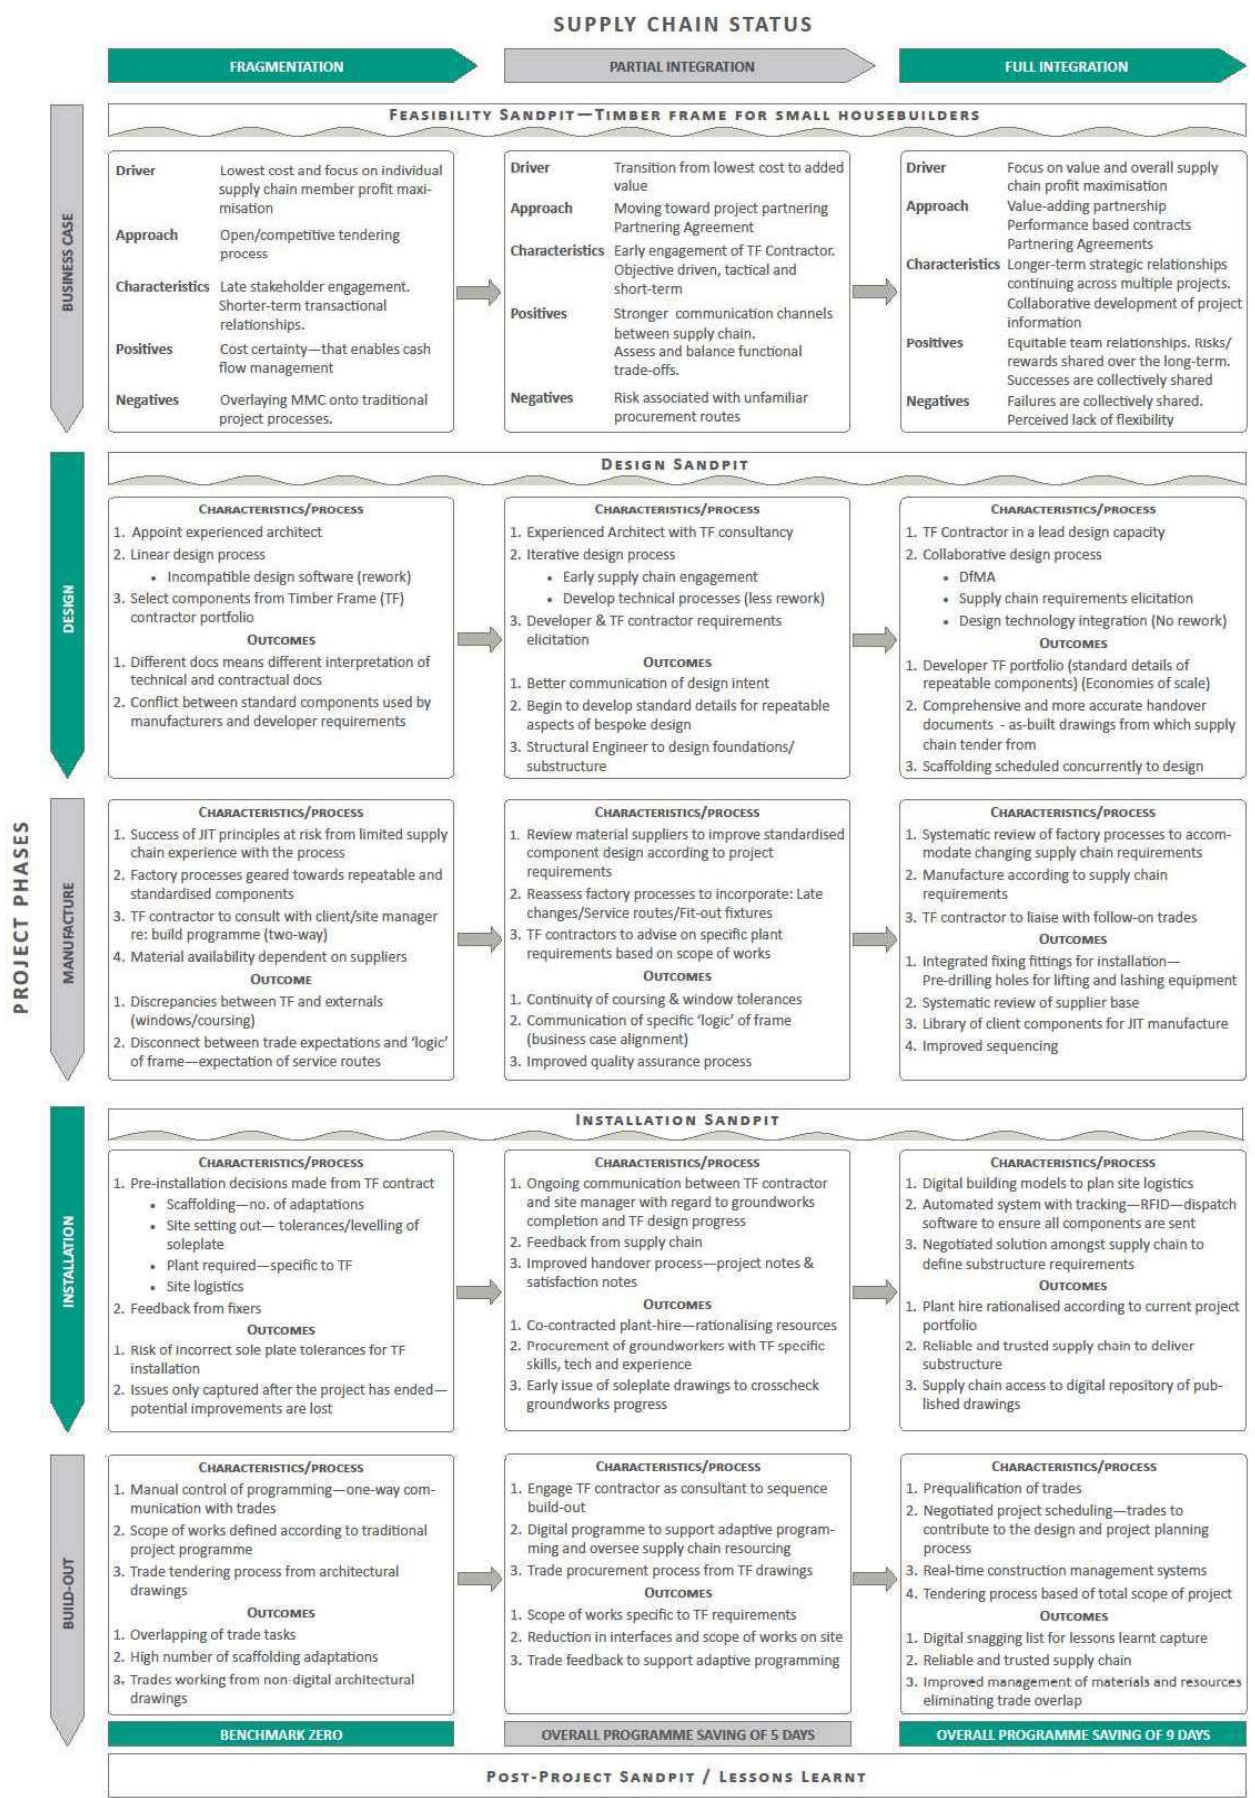 SUPPLY CHAIN STATUS
FRAGMENTATION
PARTIAL INTEGRATION
FULL INTEGRATION
PROJECT PHASES
BUSINESS CASE
FEASIBILITY SANDPIT—TIMBER FRAME FOR SMALL HOUSEBUILDERS
Driver Lowest cost and focus on individual
supply chain member profit maxi-
misation
Approach Open/competitive tendering
process
Characteristics Late stakeholder engagement.
Shorter-term transactional
relationships.
Positives Cost certainty—that enables cash
flow management
Negatives Overlaying MMC onto traditional
project processes.
Driver Transition from lowest cost to added
value
Approach Moving toward project partnering
Partnering Agreement
Characteristics Early engagement of TF Contractor.
Objective driven, tactical and
short-term
Positives Stronger communication channels
between supply chain.
Assess and balance functional
trade-offs.
Negatives Risk associated with unfamiliar
procurement routes
Driver Focus on value and overall supply
chain profit maximisation
Approach Value-adding partnership
Performance based contracts
Partnering Agreements
Characteristics Longer-term strategic relationships
continuing across multiple projects.
Collaborative development of project
information
Positives Equitable team relationships. Risks/
rewards shared over the long-term.
Successes are collectively shared
Negatives Failures are collectively shared.
Perceived lack of flexibility
DESIGN
DESIGN SANDPIT
CHARACTERISTICS/PROCESS
1. Appoint experienced architect
2. Linear design process
• Incompatible design software (rework)
3. Select components from Timber Frame (TF)
contractor portfolio
OUTCOMES
1. Different docs means different interpretation of
technical and contractual docs
2. Conflict between standard components used by
manufacturers and developer requirements
CHARACTERISTICS/PROCESS
1. Experienced Architect with TF consultancy
2. Iterative design process
• Early supply chain engagement
• Develop technical processes (less rework)
3. Developer & TF contractor requirements
elicitation
OUTCOMES
1. Better communication of design intent
2. Begin to develop standard details for repeatable
aspects of bespoke design
3. Structural Engineer to design foundations/
substructure
CHARACTERISTICS/PROCESS
1. TF Contractor in a lead design capacity
2. Collaborative design process
• DfMA
• Supply chain requirements elicitation
• Design technology integration (No rework)
OUTCOMES
1. Developer TF portfolio (standard details of
repeatable components) (Economies of scale)
2. Comprehensive and more accurate handover
documents - as-built drawings from which supply
chain tender from
3. Scaffolding scheduled concurrently to design
MANUFACTURE
CHARACTERISTICS/PROCESS
1. Success of JIT principles at risk from limited supply
chain experience with the process
2. Factory processes geared towards repeatable and
standardised components
3. TF contractor to consult with client/site manager
re: build programme (two-way)
4. Material availability dependent on suppliers
OUTCOME
1. Discrepancies between TF and externals
(windows/coursing)
2. Disconnect between trade expectations and ‘logic’
of frame—expectation of service routes
CHARACTERISTICS/PROCESS
1. Review material suppliers to improve standardised
component design according to project
requirements
2. Reassess factory processes to incorporate: Late
changes/Service routes/Fit-out fixtures
3. TF contractors to advise on specific plant
requirements based on scope of works
OUTCOMES
1. Continuity of coursing & window tolerances
2. Communication of specific ‘logic’ of frame
(business case alignment)
3. Improved quality assurance process
CHARACTERISTICS/PROCESS
1. Systematic review of factory processes to accom-
modate changing supply chain requirements
2. Manufacture according to supply chain
requirements
3. TF contractor to liaise with follow-on trades
OUTCOMES
1. Integrated fixing fittings for installation—
Pre-drilling holes for lifting and lashing equipment
2. Systematic review of supplier base
3. Library of client components for JIT manufacture
4. Improved sequencing
INSTALLATION
INSTALLATION SANDPIT
CHARACTERISTICS/PROCESS
1. Pre-installation decisions made from TF contract
• Scaffolding—no. of adaptations
• Site setting out— tolerances/levelling of
soleplate
• Plant required—specific to TF
• Site logistics
2. Feedback from fixers
OUTCOMES
1. Risk of incorrect sole plate tolerances for TF
installation
2. Issues only captured after the project has ended—
potential improvements are lost
CHARACTERISTICS/PROCESS
1. Ongoing communication between TF contractor
and site manager with regard to groundworks
completion and TF design progress
2. Feedback from supply chain
3. Improved handover process—project notes &
satisfaction notes
OUTCOMES
1. Co-contracted plant-hire—rationalising resources
2. Procurement of groundworkers with TF specific
skills, tech and experience
3. Early issue of soleplate drawings to crosscheck
groundworks progress
CHARACTERISTICS/PROCESS
1. Digital building models to plan site logistics
2. Automated system with tracking—RFID—dispatch
software to ensure all components are sent
3. Negotiated solution amongst supply chain to
define substructure requirements
OUTCOMES
1. Plant hire rationalised according to current project
portfolio
2. Reliable and trusted supply chain to deliver
substructure
3. Supply chain access to digital repository of pub-
lished drawings
BUILD-OUT
CHARACTERISTICS/PROCESS
1. Manual control of programming—one-way com-
munication with trades
2. Scope of works defined according to traditional
project programme
3. Trade tendering process from architectural
drawings
OUTCOMES
1. Overlapping of trade tasks
2. High number of scaffolding adaptations
3. Trades working from non-digital architectural
drawings
CHARACTERISTICS/PROCESS
1. Engage TF contractor as consultant to sequence
build-out
2. Digital programme to support adaptive program-
ming and oversee supply chain resourcing
3. Trade procurement process from TF drawings
OUTCOMES
1. Scope of works specific to TF requirements
2. Reduction in interfaces and scope of works on site
3. Trade feedback to support adaptive programming
CHARACTERISTICS/PROCESS
1. Prequalification of trades
2. Negotiated project scheduling—trades to
contribute to the design and project planning
process
3. Real-time construction management systems
4. Tendering process based of total scope of project
OUTCOMES
1. Digital snagging list for lessons learnt capture
2. Reliable and trusted supply chain
3. Improved management of materials and resources
eliminating trade overlap
BENCHMARK ZERO
OVERALL PROGRAMME SAVING OF 5 DAYS
OVERALL PROGRAMME SAVING OF 9 DAYS
POST-PROJECT SANDPIT / LESSONS LEARNT